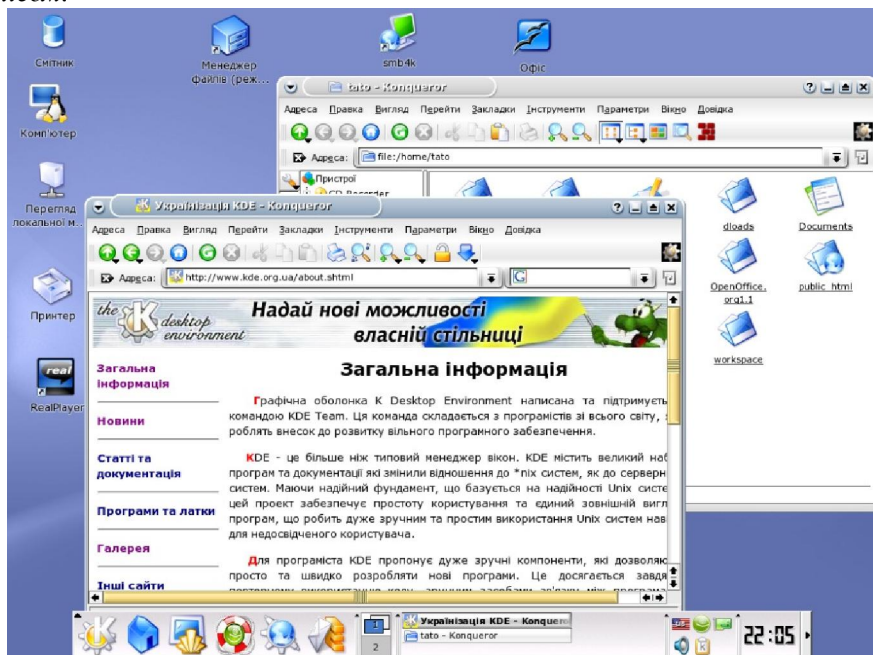 Смітник
Менеджер
файлів (реж...
smb4k
Офіс
Комп'ютер
Перегляд
локальної м...
Принтер
real
RealPlayer
tato - Konqueror
Адреса Правка Вигляд Перейти Закладки Інструменти Параметри Вікно Довідка
Адреса: file:/home/tato
Пристрої
CD-Recorder
dloads
Documents
OpenOffice.
org1.1
public_html
workspace
Українізація KDE - Konqueror
Адреса Правка Вигляд Перейти Закладки Інструменти Параметри Вікно Довідка
Адреса: http://www.kde.org.ua/about.shtml
the K desktop environment
Надай нові можливості
власній стільниці
Загальна
інформація
Новини
Статті та
документація
Програми та латки
Галерея
Інші сайти
Загальна інформація
Графічна оболонка K Desktop Environment написана та підтримуєть
командою KDE Team. Ця команда складається з програмістів зі всього світу,
роблять внесок до розвитку вільного програмного забезпечення.
KDE - це більше ніж типовий менеджер вікон. KDE містить великий наб
програм та документації які змінили відношення до *nix систем, як до серверн
систем. Маючи надійний фундамент, що базується на надійності Unix систе
цей проект забезпечує простоту користування та єдиний зовнішній вигл
програм, що робить дуже зручним та простим використання Unix систем нав
для недосвідченого користувача.
Для програміста KDE пропонує дуже зручні компоненти, які дозволяю
просто та швидко розробляти нові програми. Це досягається завдя
1
2
Українізація KDE - Konquero
tato - Konqueror
22:05